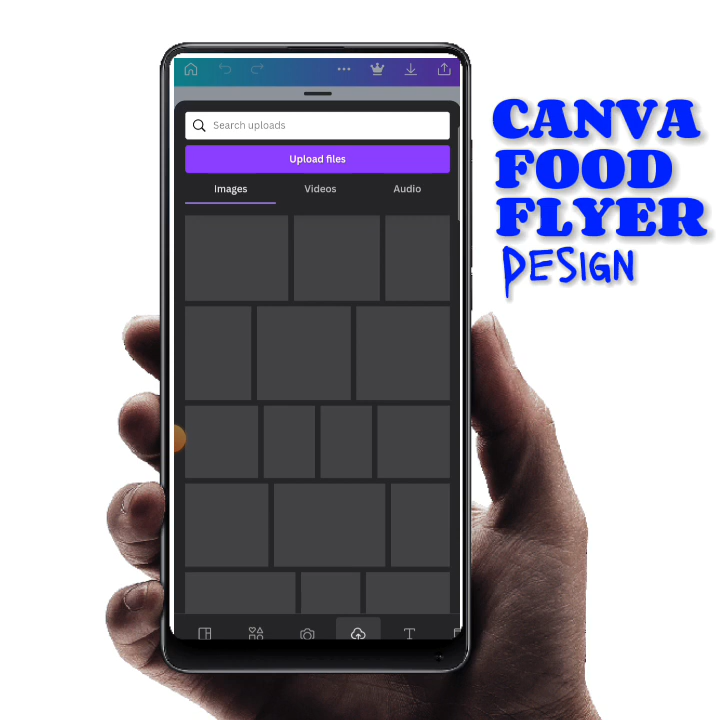 Search uploads
Upload files
Images Videos Audio
CANVA
FOOD
FLYER
DESIGN